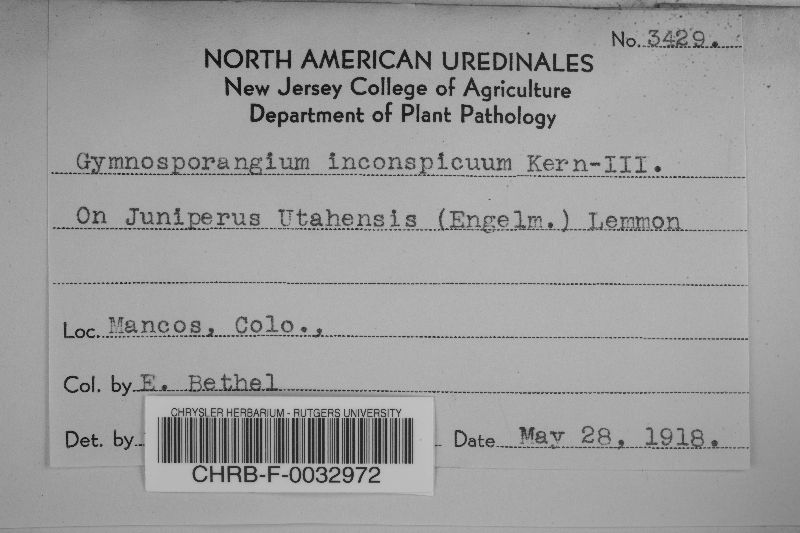 No. 3429.
NORTH AMERICAN UREDINALES
New Jersey College of Agriculture
Department of Plant Pathology
Gymnosporangium inconspicuum Kern-III.
On Juniperus Utahensis (Engelm.) Lemmon
Loc. Mancos, Colo.,
Col. by E. Bethel
Det. by
Date May 28, 1918.
CHRYSLER HERBARIUM - RUTGERS UNIVERSITY
CHRB-F-0032972